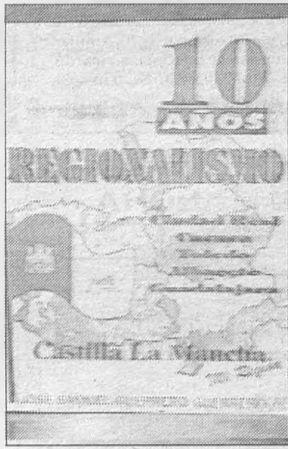 10
AÑOS
REGIONALISMO
Ciudad Real
Cuenca
Toledo
Albacete
Guadalajara
Castilla La Mancha